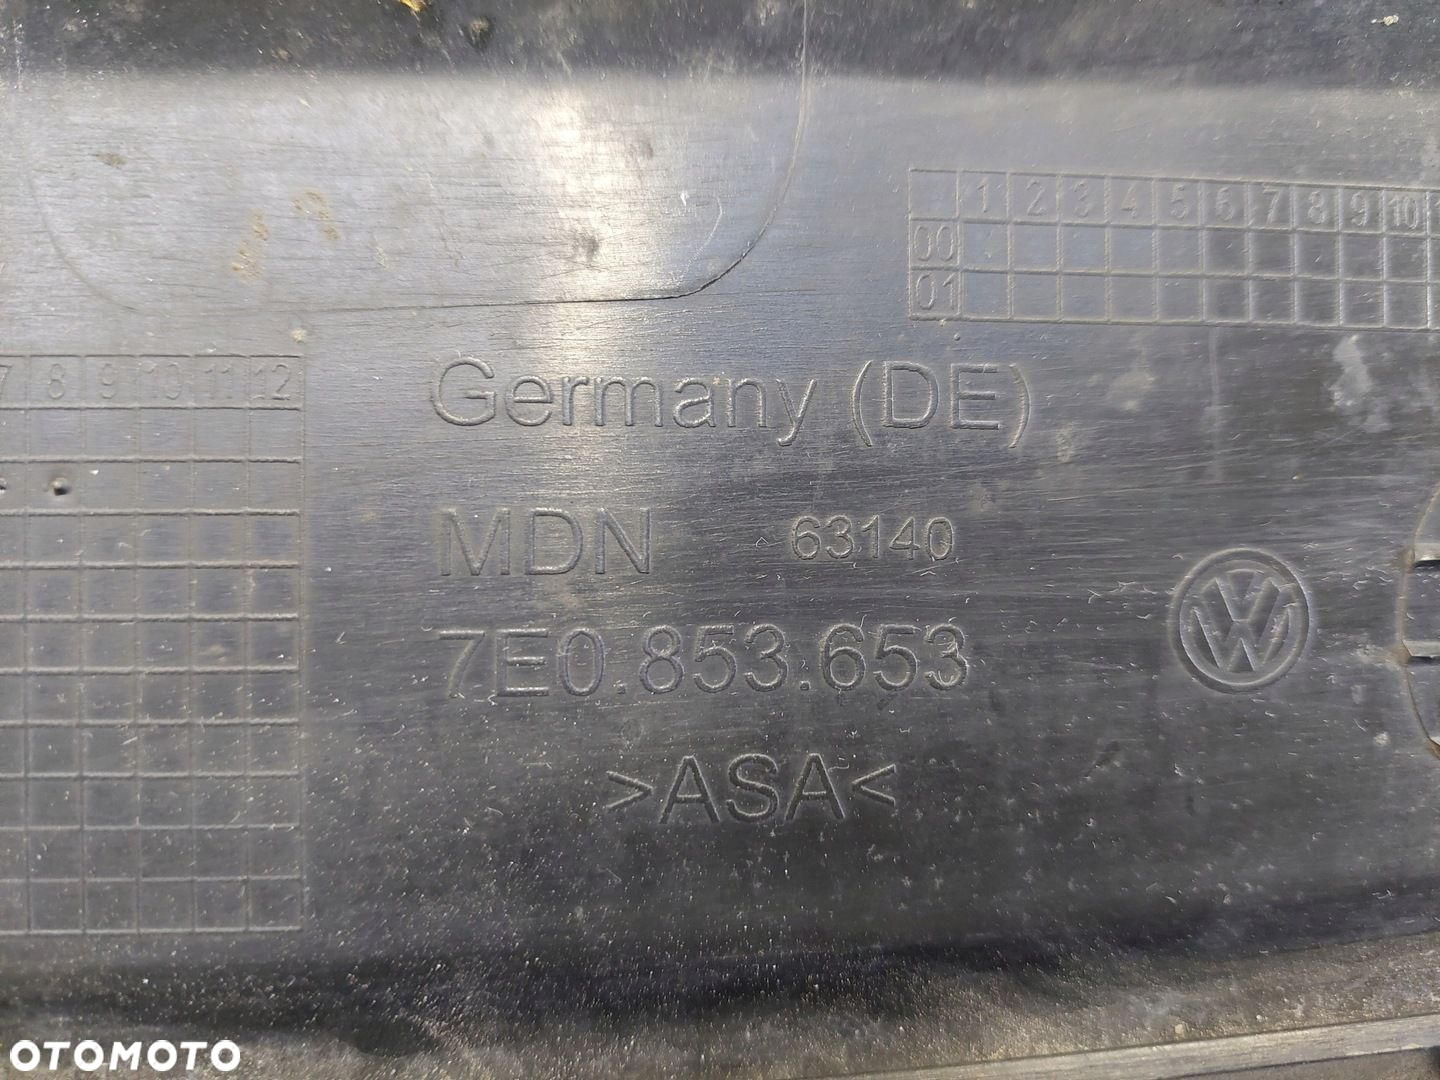 1 2 3 4 5 6 7 8 9 10
00
01
7 8 9 10 11 12
Germany (DE)
MDN 63140
7E0.853.653
>ASA<
OTOMOTO